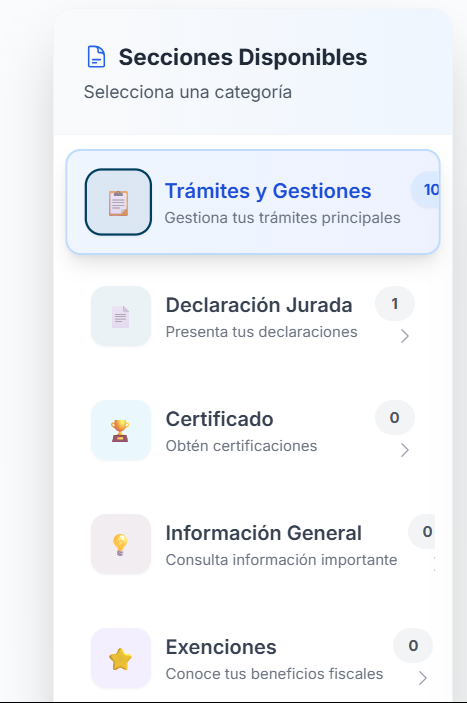 Secciones Disponibles
Selecciona una categoría
Trámites y Gestiones
10
Gestiona tus trámites principales
Declaración Jurada
1
Presenta tus declaraciones
Certificado
0
Obtén certificaciones
Información General
0
Consulta información importante
Exenciones
0
Conoce tus beneficios fiscales